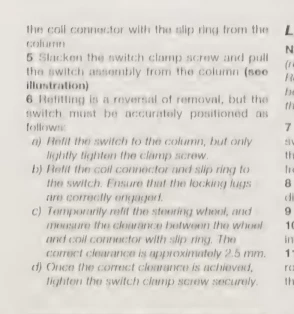 the coil connector with the slip ring from the
column
5 Slacken the switch clamp screw and pull
the switch assembly from the column (see
illustration)
6 Refitting is a reversal of removal, but the
switch must be accurately positioned as
follows:
a) Refit the switch to the column, but only
lightly tighten the clamp screw.
b) Refit the coil connector and slip ring to
the switch. Ensure that the locking lugs
are correctly engaged.
c) Temporarily refit the steering wheel, and
measure the clearance between the wheel
and coil connector with slip ring. The
correct clearance is approximately 2.5 mm.
d) Once the correct clearance is achieved,
tighten the switch clamp screw securely.
L
N
7
8
9
10
11